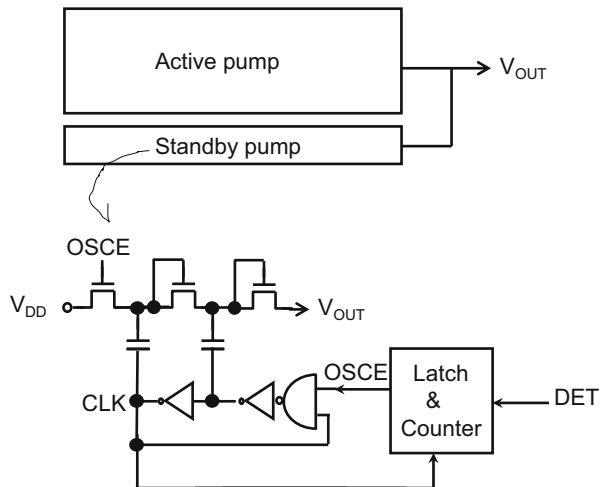 Active pump
V_OUT
Standby pump
OSCE
V_DD
V_OUT
OSCE
Latch
&
Counter
DET
CLK